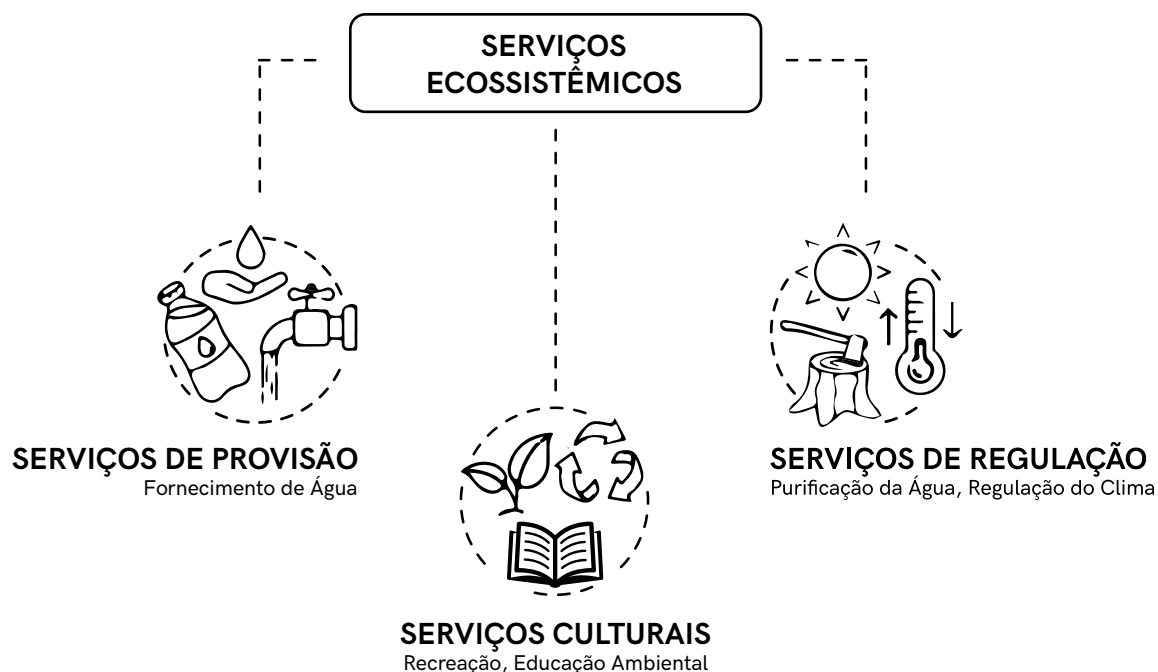 SERVIÇOS
ECOSSISTÊMICOS
SERVIÇOS DE PROVISÃO
Fornecimento de Água
SERVIÇOS DE REGULAÇÃO
Purificação da Água, Regulação do Clima
SERVIÇOS CULTURAIS
Recreação, Educação Ambiental